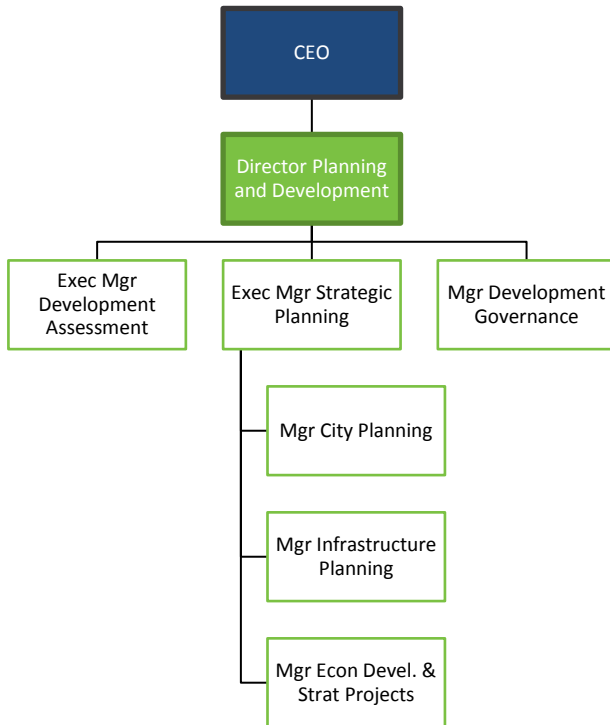 CEO
Director Planning
and Development
Exec Mgr
Development
Assessment
Exec Mgr Strategic
Planning
Mgr Development
Governance
Mgr City Planning
Mgr Infrastructure
Planning
Mgr Econ Devel. &
Strat Projects